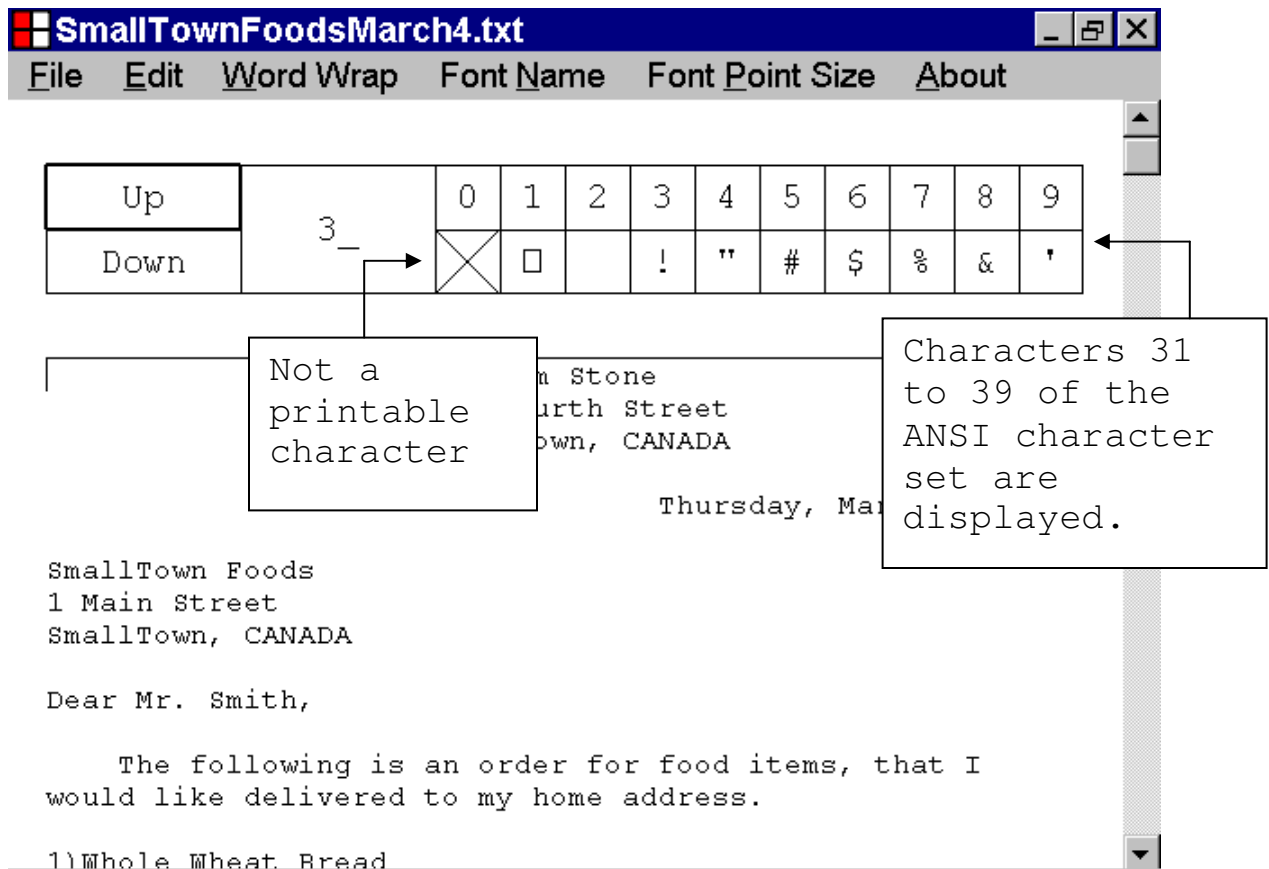 SmallTownFoodsMarch4.txt
File Edit Word Wrap Font Name Font Point Size About
Up 3_ 0 1 2 3 4 5 6 7 8 9
Down ! " # $ % & '
Not a
printable
character
Characters 31
to 39 of the
ANSI character
set are
displayed.
Stone
Street
CANADA
Thursday,
SmallTown Foods
1 Main Street
SmallTown, CANADA
Dear Mr. Smith,
The following is an order for food items, that I
would like delivered to my home address.
1)Whole Wheat Bread